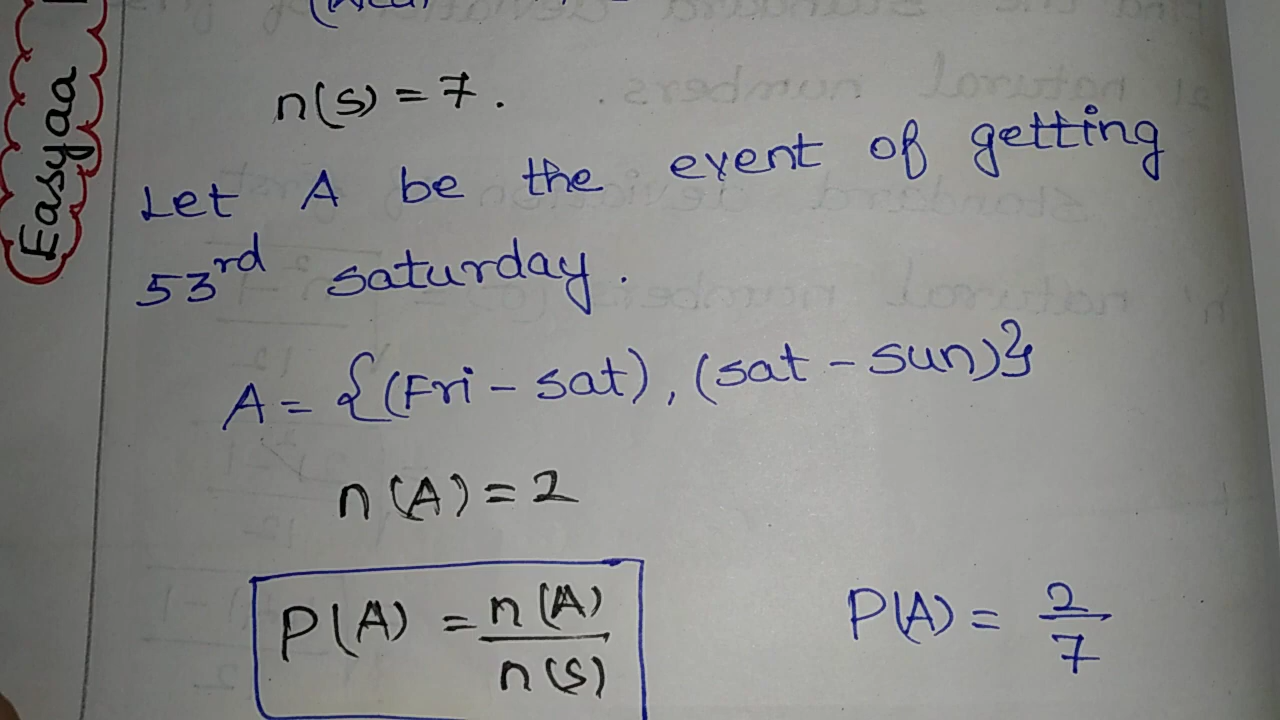 Easyaa
n(S) = 7.
Let A be the event of getting
53rd saturday.
A = {(Fri - sat), (sat - sun)}
n(A) = 2
P(A) = n(A)/n(S)
P(A) = 2/7